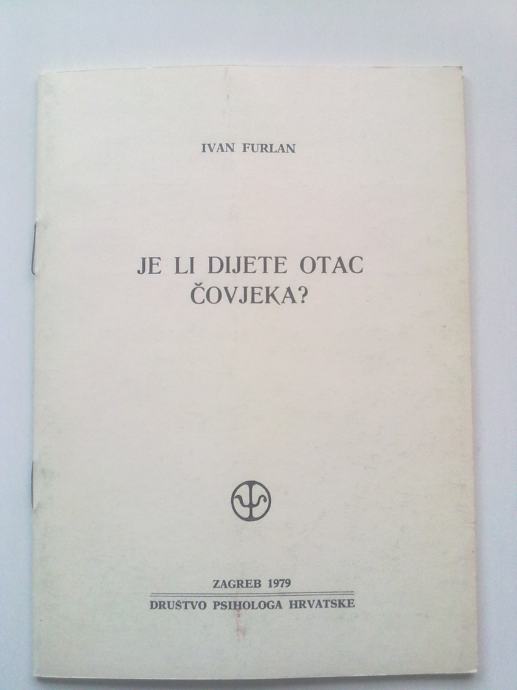 IVAN FURLAN
JE LI DIJETE OTAC
ČOVJEKA?
ZAGREB 1979
DRUŠTVO PSIHOLOGA HRVATSKE